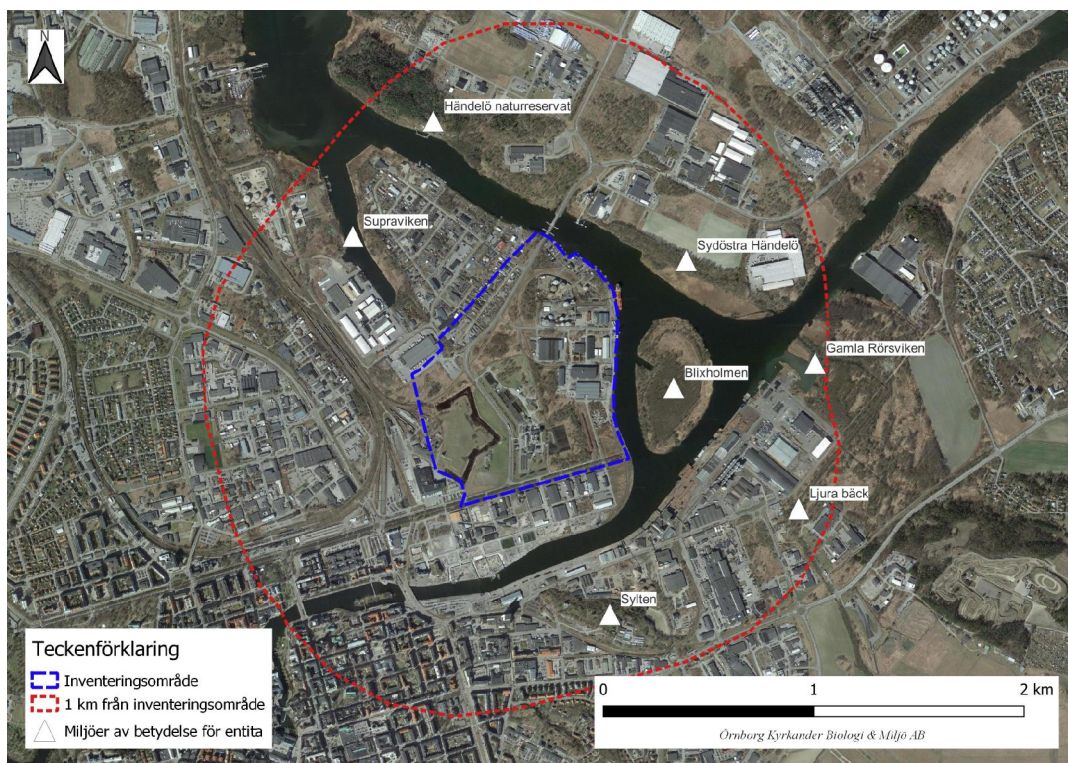 N
Händelö naturreservat
Supraviken
Sydöstra Händelö
Gamla Rörsviken
Blixholmen
Ljura bäck
Sylten
Teckenförklaring
Inventeringsområde
1 km från inventeringsområde
Miljöer av betydelse för entita
0 1 2 km
Örnborg Kyrkander Biologi & Miljö AB